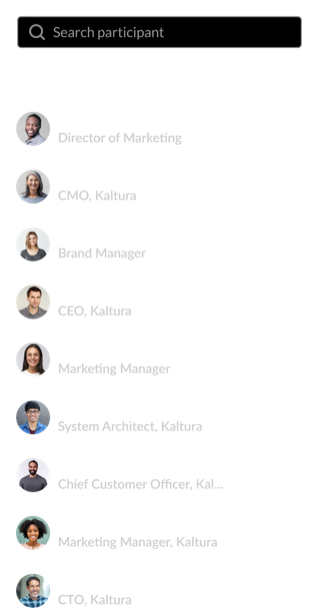 Search participant
Director of Marketing
CMO, Kaltura
Brand Manager
CEO, Kaltura
Marketing Manager
System Architect, Kaltura
Chief Customer Officer, Kal...
Marketing Manager, Kaltura
CTO, Kaltura